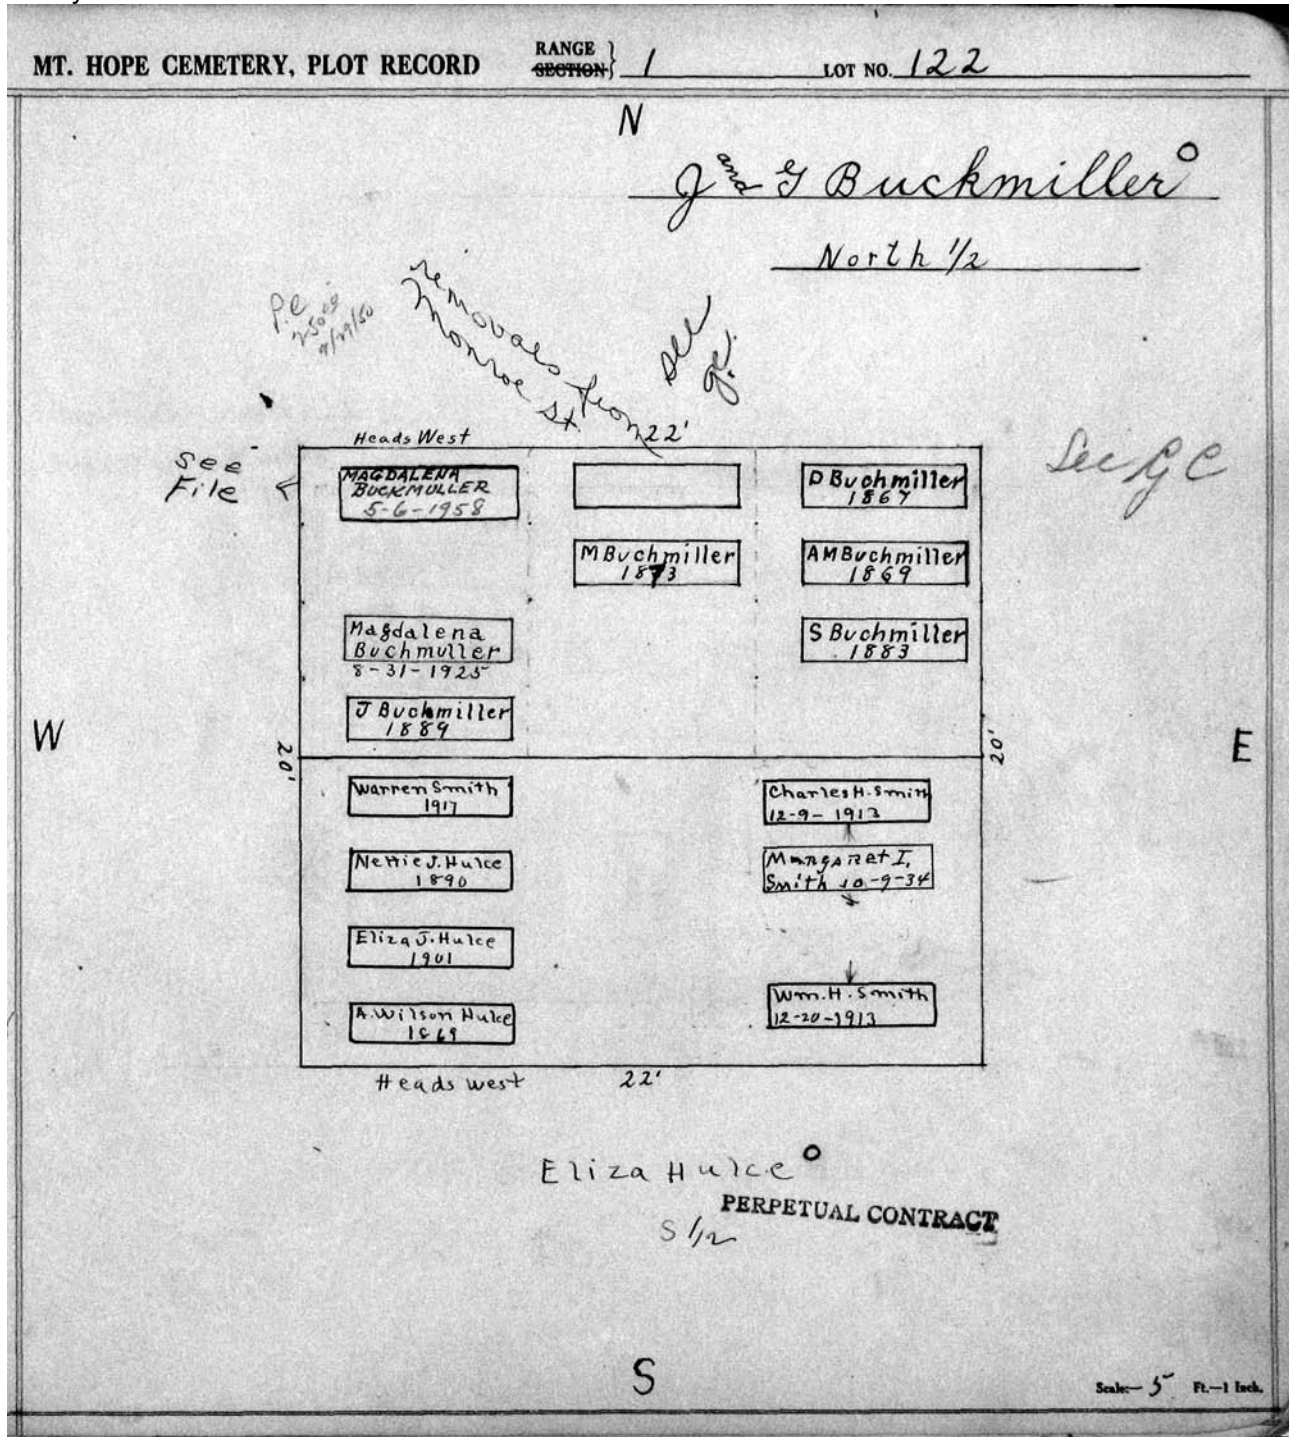 MT. HOPE CEMETERY, PLOT RECORD
RANGE
SECTION
1
LOT NO. 122
N
J and G Buckmiller
North 1/2
P.C
removals from
Monroe St.
see
See G C
Heads West
22'
See
File
MAGDALENA
BUCKMULLER
5-6-1958
D Buchmiller
1867
M Buchmiller
1873
AM Buchmiller
1869
Magdalena
Buchmuller
8-31-1925
S Buchmiller
1883
J Buckmiller
1889
W
20'
20'
E
Warren Smith
1917
Charles H. Smith
12-9-1913
Nettie J. Hulce
1890
Margaret I.
Smith 10-9-34
Eliza J. Hulce
1901
Wm. H. Smith
12-20-1913
A. Wilson Hulce
1869
Heads west
22'
Eliza Hulce
PERPETUAL CONTRACT
S 1/2
S
Scale:— 5 Ft.—1 Inch.